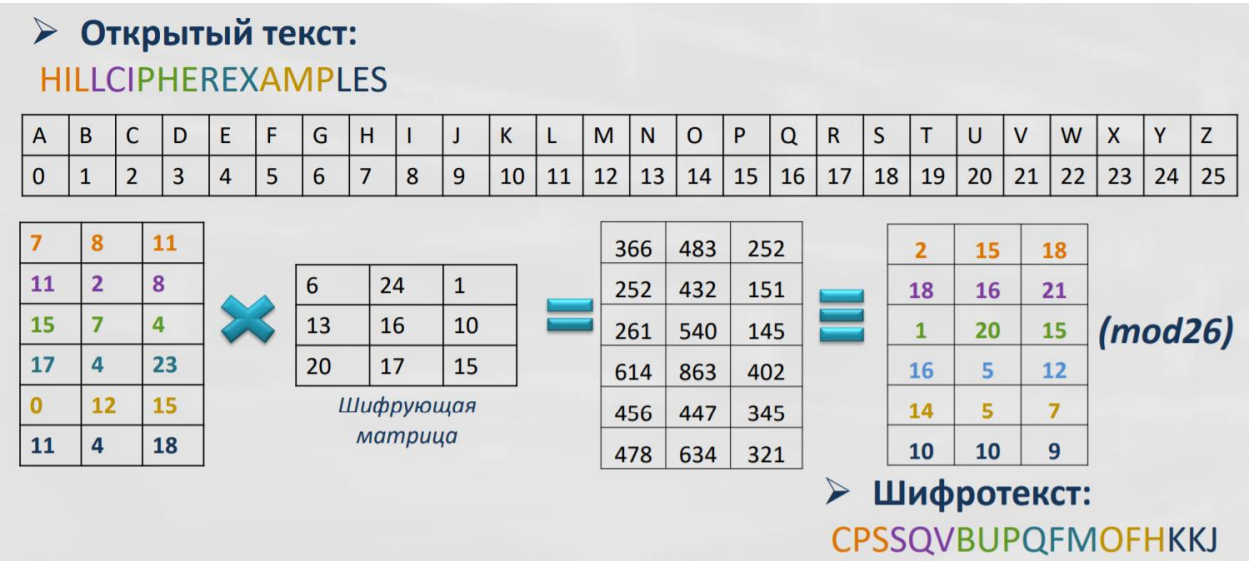 ➢ Открытый текст:
HILLCIPHEREXAMPLES
A B C D E F G H I J K L M N O P Q R S T U V W X Y Z
0 1 2 3 4 5 6 7 8 9 10 11 12 13 14 15 16 17 18 19 20 21 22 23 24 25
7 8 11
11 2 8
15 7 4
17 4 23
0 12 15
11 4 18
6 24 1
13 16 10
20 17 15
Шифрующая
матрица
366 483 252
252 432 151
261 540 145
614 863 402
456 447 345
478 634 321
2 15 18
18 16 21
1 20 15
16 5 12
14 5 7
10 10 9
(mod26)
➢ Шифротекст:
CPSSQVBUPQFMOFHKKJ